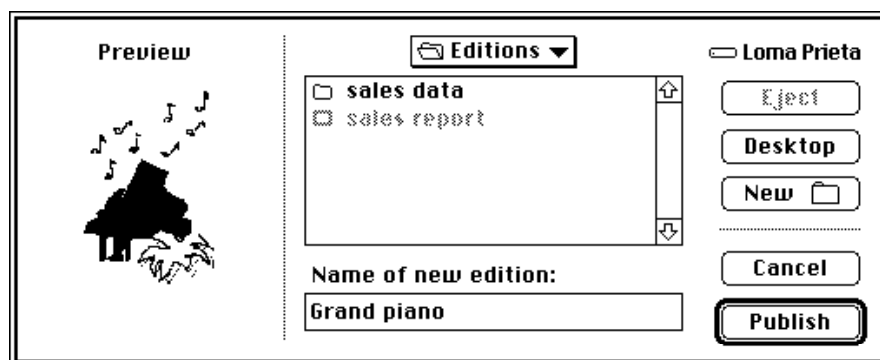 Preview
Editions
Loma Prieta
sales data
sales report
Eject
Desktop
New
Name of new edition:
Grand piano
Cancel
Publish